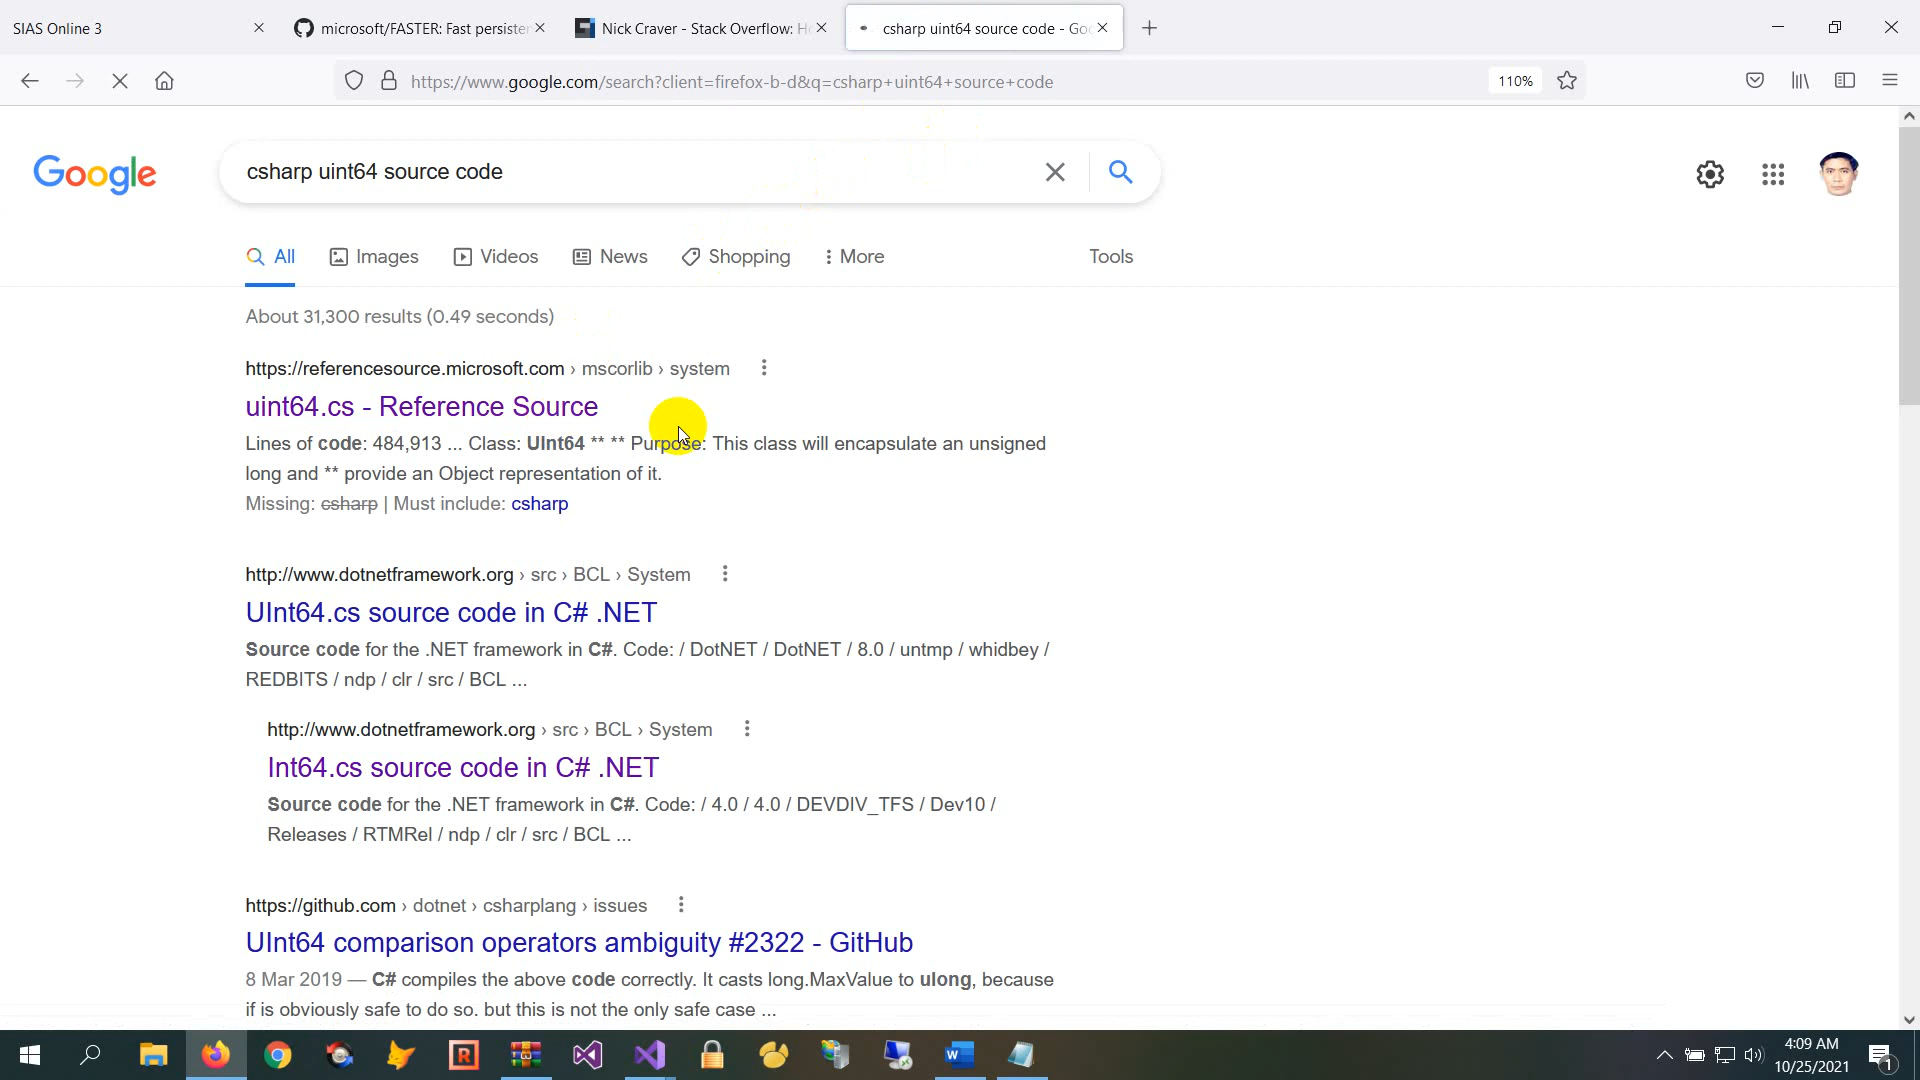 SIAS Online 3
microsoft/FASTER: Fast persister
Nick Craver - Stack Overflow: H
csharp uint64 source code - Goo
https://www.google.com/search?client=firefox-b-d&q=csharp+uint64+source+code
110%
Google
csharp uint64 source code
All
Images
Videos
News
Shopping
More
Tools
About 31,300 results (0.49 seconds)
https://referencesource.microsoft.com › mscorlib › system
uint64.cs - Reference Source
Lines of code: 484,913 ... Class: UInt64 ** ** Purpose: This class will encapsulate an unsigned
long and ** provide an Object representation of it.
Missing: csharp | Must include: csharp
http://www.dotnetframework.org › src › BCL › System
UInt64.cs source code in C# .NET
Source code for the .NET framework in C#. Code: / DotNET / DotNET / 8.0 / untmp / whidbey /
REDBITS / ndp / clr / src / BCL ...
http://www.dotnetframework.org › src › BCL › System
Int64.cs source code in C# .NET
Source code for the .NET framework in C#. Code: / 4.0 / 4.0 / DEVDIV_TFS / Dev10 /
Releases / RTMRel / ndp / clr / src / BCL ...
https://github.com › dotnet › csharplang › issues
UInt64 comparison operators ambiguity #2322 - GitHub
8 Mar 2019 — C# compiles the above code correctly. It casts long.MaxValue to ulong, because
if is obviously safe to do so. but this is not the only safe case ...
4:09 AM
10/25/2021
1